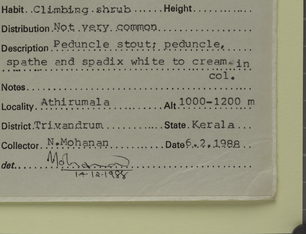 Habit Climbing shrub Height
Distribution Not very common
Description Peduncle stout; peduncle,
spathe and spadix white to cream in
col.
Notes
Locality Athirumala Alt 1000-1200 m
District Trivandrum State Kerala
Collector N.Mohanan Date 6.2.1988
det. Mohanan
14-12-1988